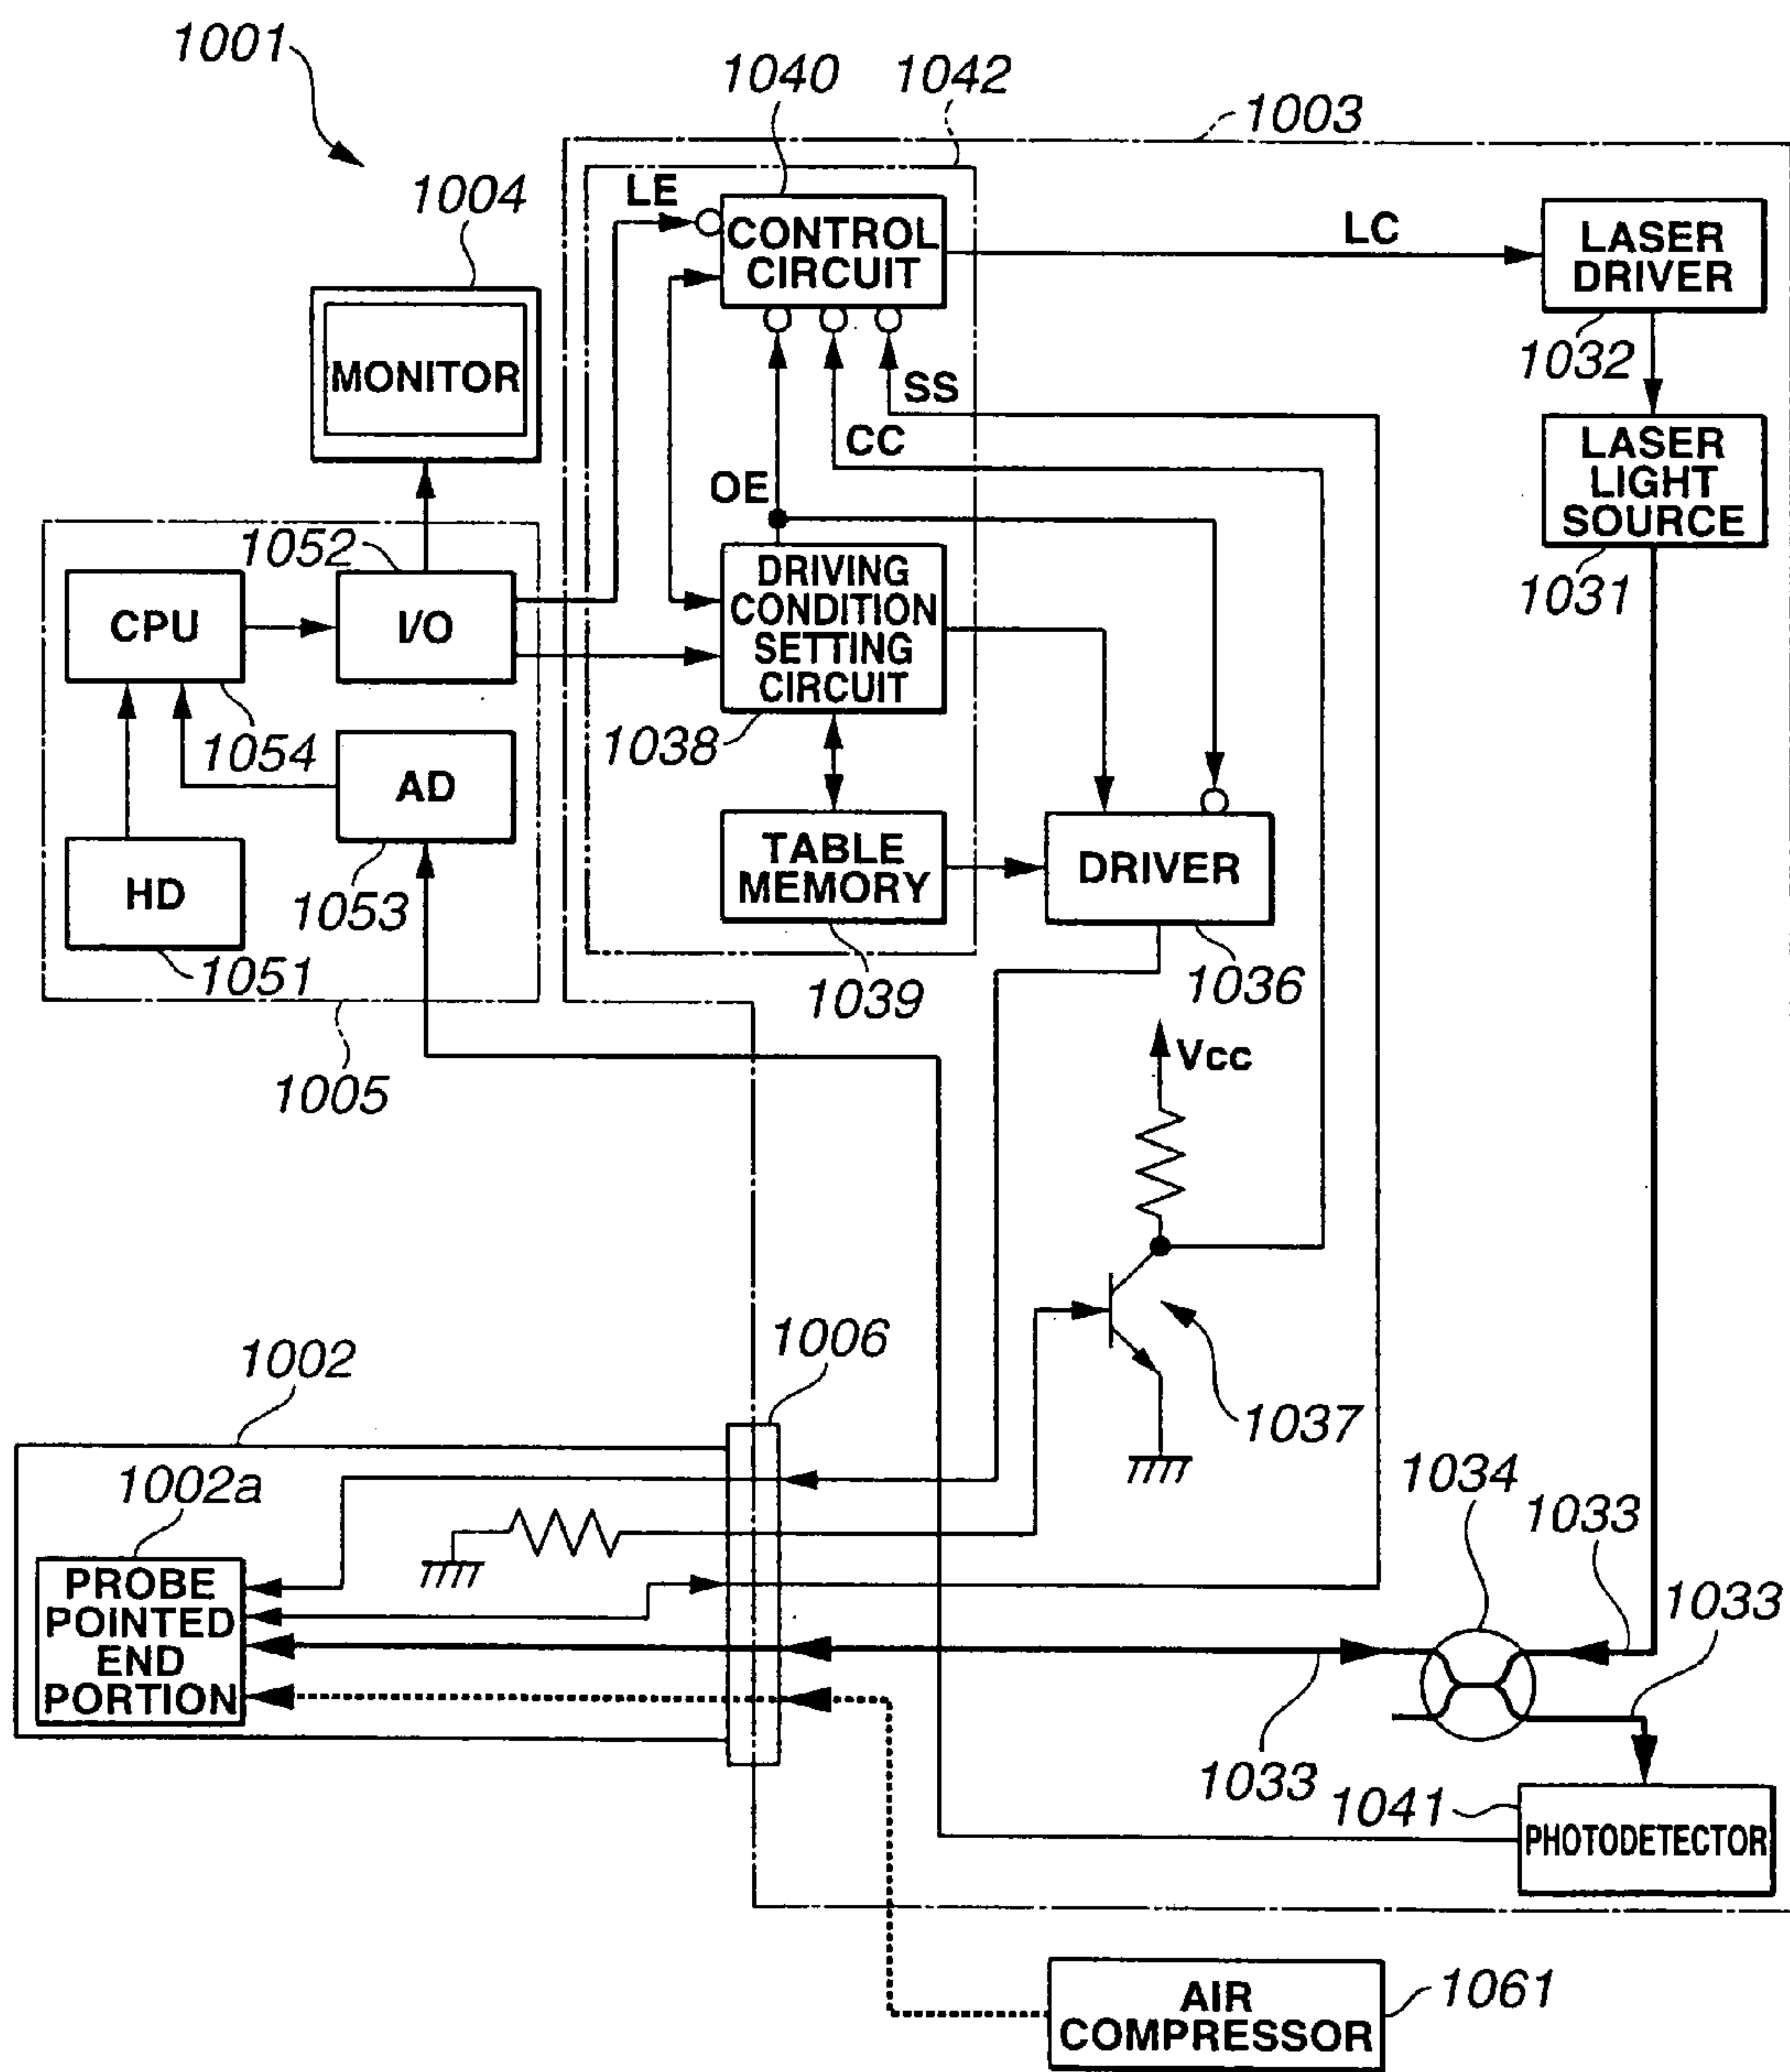 1001
1040
1042
1003
1004
LE
CONTROL
CIRCUIT
LC
LASER
DRIVER
1032
MONITOR
SS
CC
OE
LASER
LIGHT
SOURCE
1031
1052
CPU
I/O
DRIVING
CONDITION
SETTING
CIRCUIT
1054
1038
AD
HD
1053
1051
TABLE
MEMORY
DRIVER
1039
1036
1005
Vcc
1002
1006
1037
1002a
1034
1033
1033
PROBE
POINTED
END
PORTION
1033
1041
PHOTODETECTOR
AIR
COMPRESSOR
1061